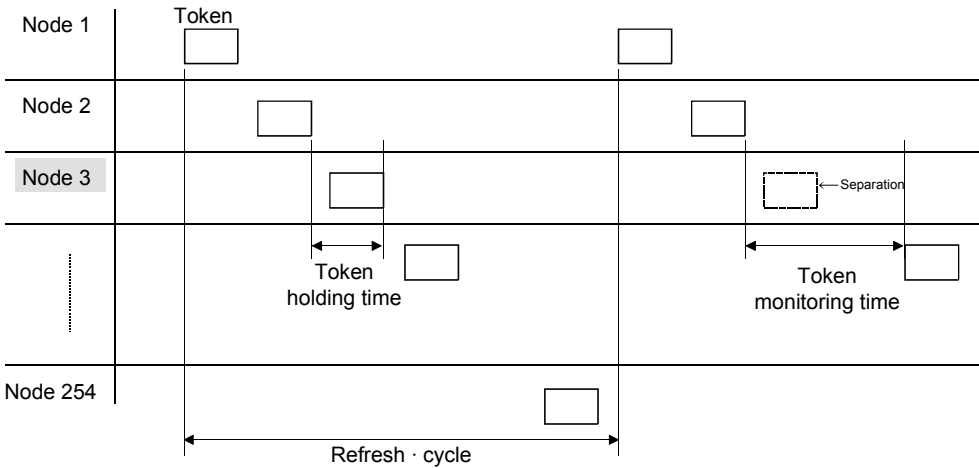 Token
Node 1
Node 2
Node 3
Separation
Token
holding time
Token
monitoring time
Node 254
Refresh · cycle